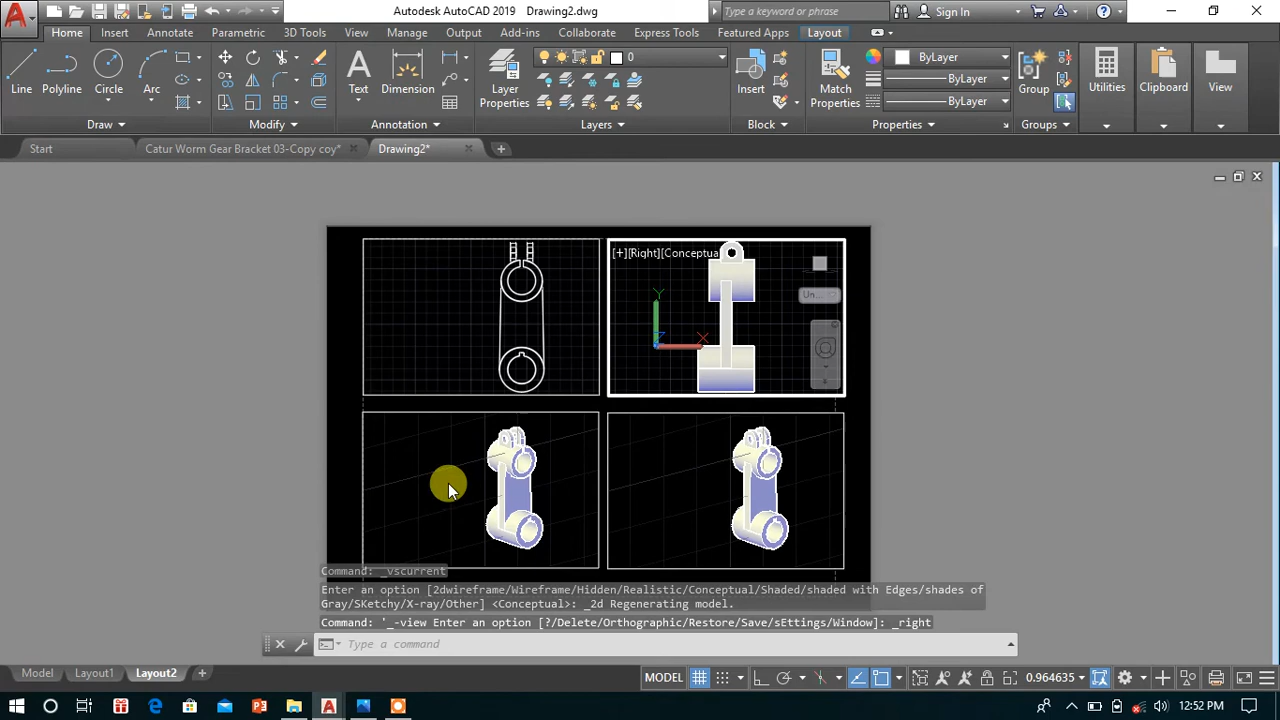 Autodesk AutoCAD 2019 Drawing2.dwg
Type a keyword or phrase
Sign In
Home Insert Annotate Parametric 3D Tools View Manage Output Add-ins Collaborate Express Tools Featured Apps Layout
Line Polyline Circle Arc
Text Dimension
Layer Properties
0
Insert
Match Properties
ByLayer
ByLayer
ByLayer
Group
Utilities
Clipboard
View
Draw Modify Annotation Layers Block Properties Groups
Start Catur Worm Gear Bracket 03-Copy coy* Drawing2*
[+][Right][Conceptua
Y
X
Z
Un...
Command: _vscurrent
Enter an option [2dwireframe/Wireframe/Hidden/Realistic/Conceptual/Shaded/shaded with Edges/shades of
Gray/SKetchy/X-ray/Other] <Conceptual>: _2d Regenerating model.
Command: '_-view Enter an option [?/Delete/Orthographic/Restore/Save/sEttings/Window]: _right
Type a command
Model Layout1 Layout2
MODEL
0.964635
12:52 PM